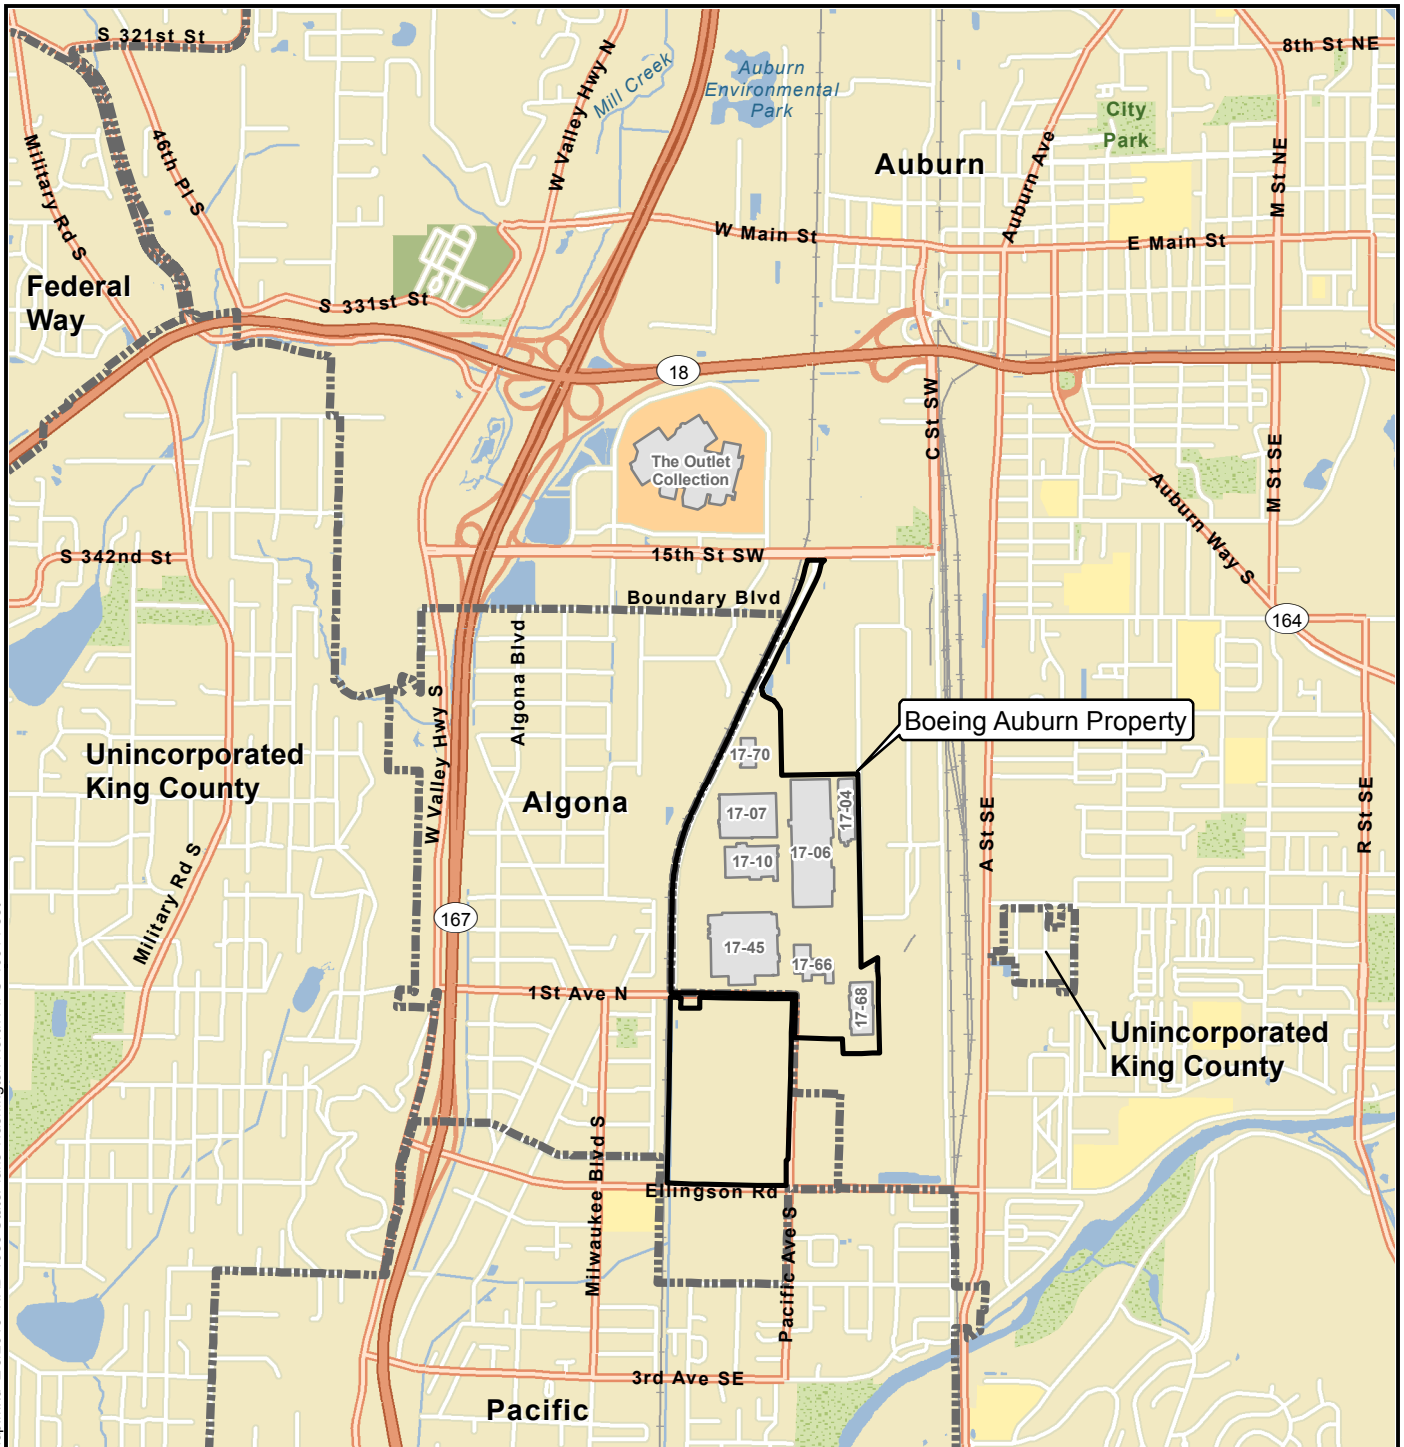 S 321st St
8th St NE
W Valley Hwy N
Mill Creek
Auburn
Environmental
Park
City
Park
Military Rd S
46th Pl S
Auburn
Auburn Ave
M St NE
W Main St
E Main St
Federal
Way
S 331st St
18
C St SW
The Outlet
Collection
M St SE
Auburn Way S
S 342nd St
15th St SW
Boundary Blvd
164
Algona Blvd
W Valley Hwy S
Boeing Auburn Property
Unincorporated
King County
17-70
Algona
17-07
17-04
17-06
17-10
A St SE
R St SE
Military Rd S
167
17-45
17-66
1St Ave N
17-68
Unincorporated
King County
Milwaukee Blvd S
Ellingson Rd
Pacific Ave S
3rd Ave SE
Pacific